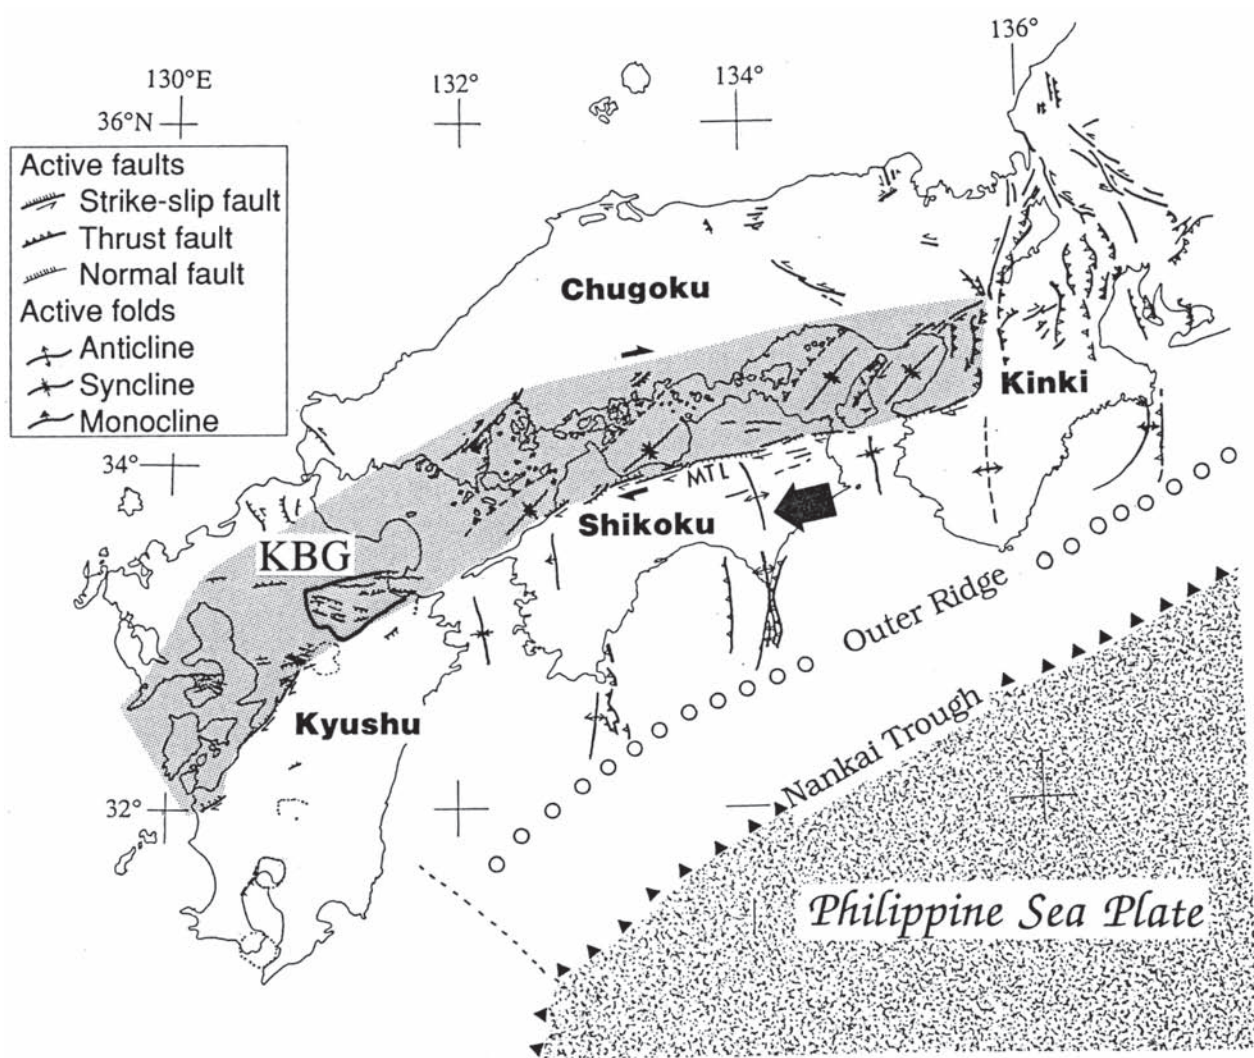 136°
130°E
132°
134°
36°N
Active faults
Strike-slip fault
Thrust fault
Normal fault
Active folds
Anticline
Syncline
Monocline
Chugoku
Kinki
34°
MTL
Shikoku
KBG
Outer Ridge
Kyushu
Nankai Trough
32°
Philippine Sea Plate